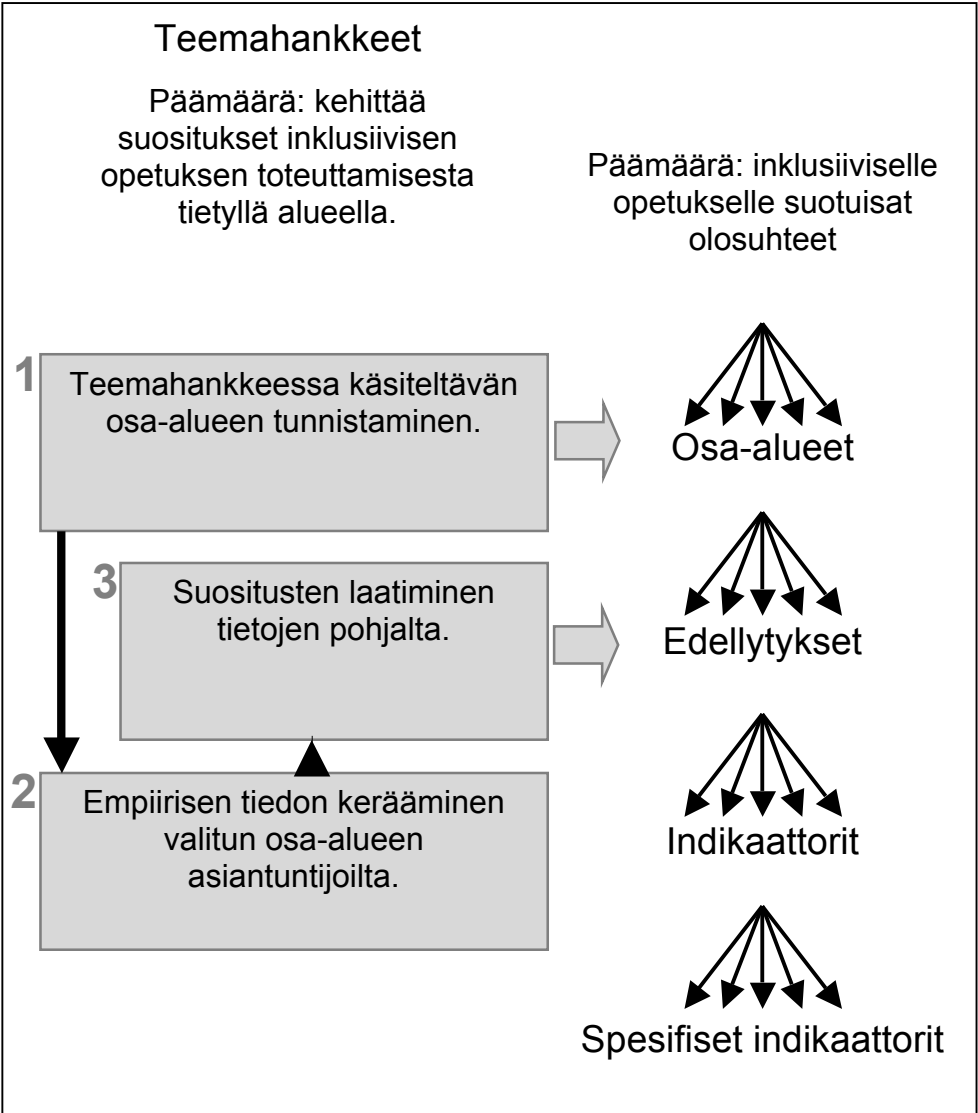 Teemahankkeet
Päämäärä: kehittää
suositukset inklusiivisen
opetuksen toteuttamisesta
tietyllä alueella.
Päämäärä: inklusiiviselle
opetukselle suotuisat
olosuhteet
1
Teemahankkeessa käsiteltävän
osa-alueen tunnistaminen.
Osa-alueet
3
Suositusten laatiminen
tietojen pohjalta.
Edellytykset
2
Empiirisen tiedon kerääminen
valitun osa-alueen
asiantuntijoilta.
Indikaattorit
Spesifiset indikaattorit